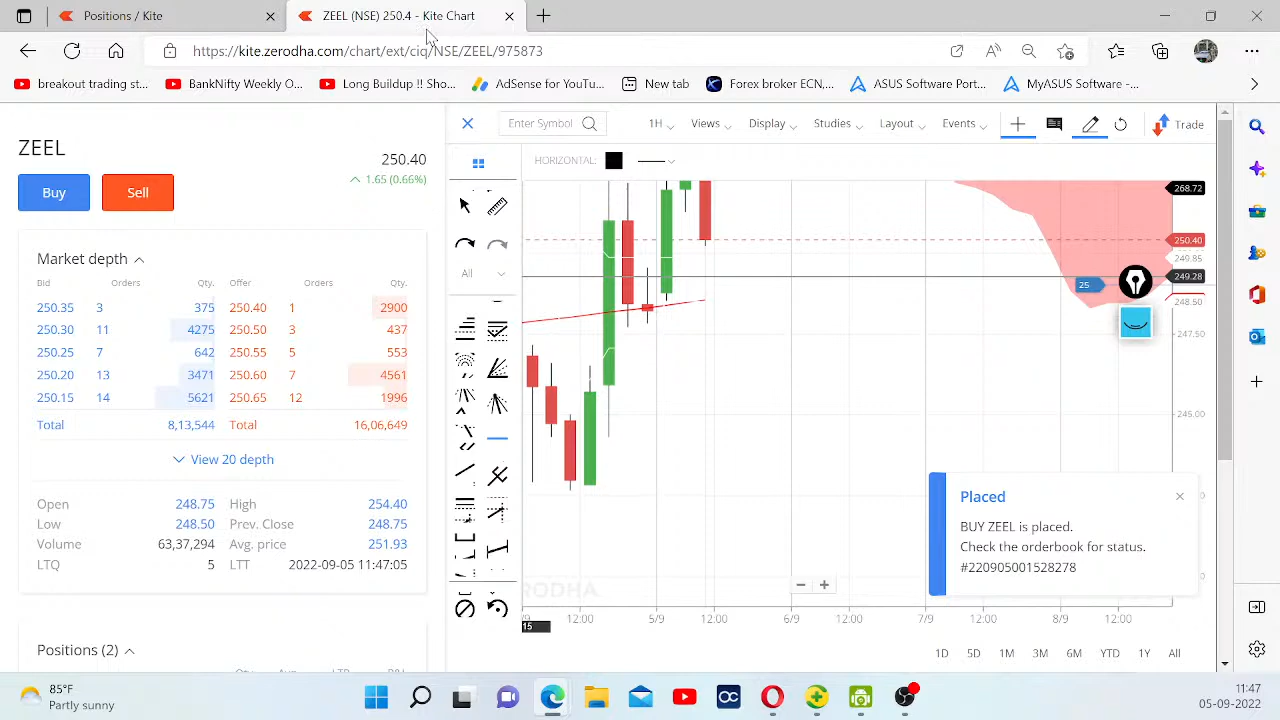 Positions / Kite
ZEEL (NSE) 250.4 - Kite Chart
https://kite.zerodha.com/chart/ext/ciq/NSE/ZEEL/975873
breakout trading st...
BankNifty Weekly O...
Long Buildup !! Sho...
AdSense for YouTu...
New tab
Forex broker ECN,...
ASUS Software Port...
MyASUS Software -...
ZEEL
250.40
1.65 (0.66%)
Buy
Sell
Market depth
Bid Orders Qty. Offer Orders Qty.
250.35 3 375 250.40 1 2900
250.30 11 4275 250.50 3 437
250.25 7 642 250.55 5 553
250.20 13 3471 250.60 7 4561
250.15 14 5621 250.65 12 1996
Total 8,13,544 Total 16,06,649
View 20 depth
Open 248.75 High 254.40
Low 248.50 Prev. Close 248.75
Volume 63,37,294 Avg. price 251.93
LTQ 5 LTT 2022-09-05 11:47:05
Positions (2)
Enter Symbol
1H Views Display Studies Layout Events Trade
HORIZONTAL:
All
268.72
250.40
249.85
249.28
25
248.50
247.50
245.00
Placed
BUY ZEEL is placed.
Check the orderbook for status.
#220905001528278
12:00 5/9 12:00 6/9 12:00 7/9 12:00 8/9 12:00
15
1D 5D 1M 3M 6M YTD 1Y All
85°F
Partly sunny
11:47
05-09-2022